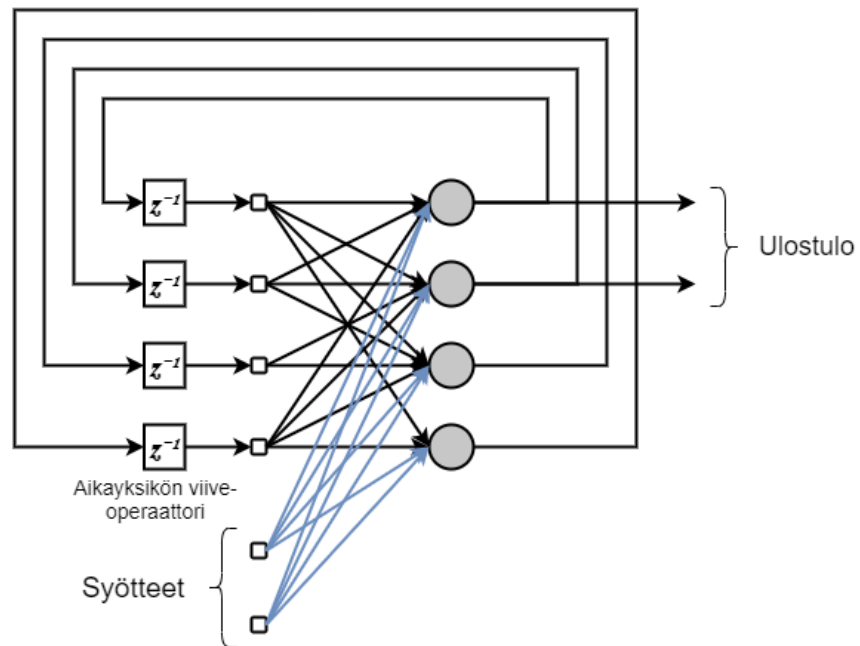 z⁻¹
Ulostulo
z⁻¹
z⁻¹
z⁻¹
Aikayksikön viive-
operaattori
Syötteet